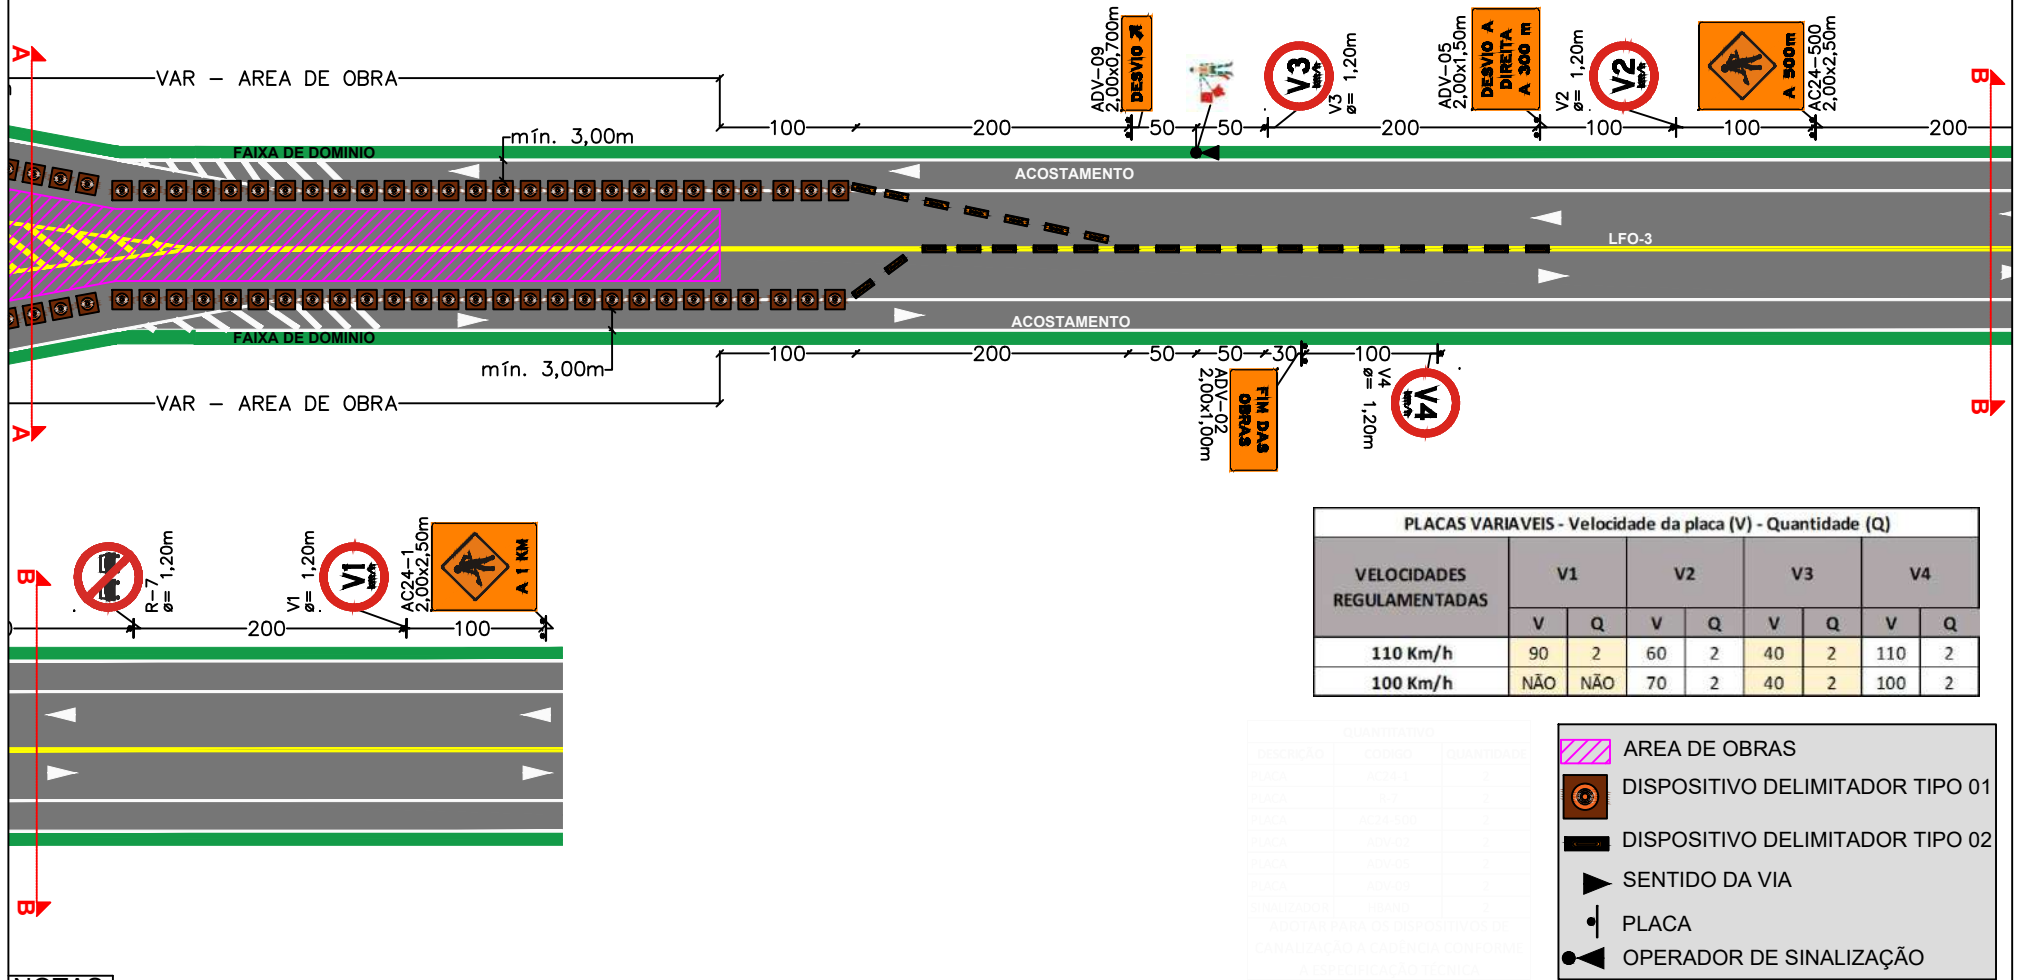 A
VAR - AREA DE OBRA
100
200
50
50
200
100
100
200
ADV-09
2,00x0,700m
DESVIO
V3
km/h
V3
ø= 1,20m
ADV-05
2,00x1,50m
DESVIO A
DIREITA
A 300 m
V2
ø= 1,20m
V2
km/h
A 500m
AC24-500
2,00x2,50m
B
mín. 3,00m
FAIXA DE DOMINIO
ACOSTAMENTO
LFO-3
ACOSTAMENTO
FAIXA DE DOMINIO
mín. 3,00m
100
200
50
50
30
100
VAR - AREA DE OBRA
A
ADV-02
2,00x1,00m
FIM DAS
OBRAS
V4
ø= 1,20m
V4
km/h
B
B
R-7
ø= 1,20m
V1
ø= 1,20m
V1
km/h
AC24-1
2,00x2,50m
A 1 KM
200
100
B
PLACAS VARIAVEIS - Velocidade da placa (V) - Quantidade (Q)
VELOCIDADES
REGULAMENTADAS
V1 V2 V3 V4
V Q V Q V Q V Q
110 Km/h 90 2 60 2 40 2 110 2
100 Km/h NÃO NÃO 70 2 40 2 100 2
QUANTITATIVO
AREA DE OBRAS
DISPOSITIVO DELIMITADOR TIPO 01
DISPOSITIVO DELIMITADOR TIPO 02
SENTIDO DA VIA
PLACA
OPERADOR DE SINALIZAÇÃO